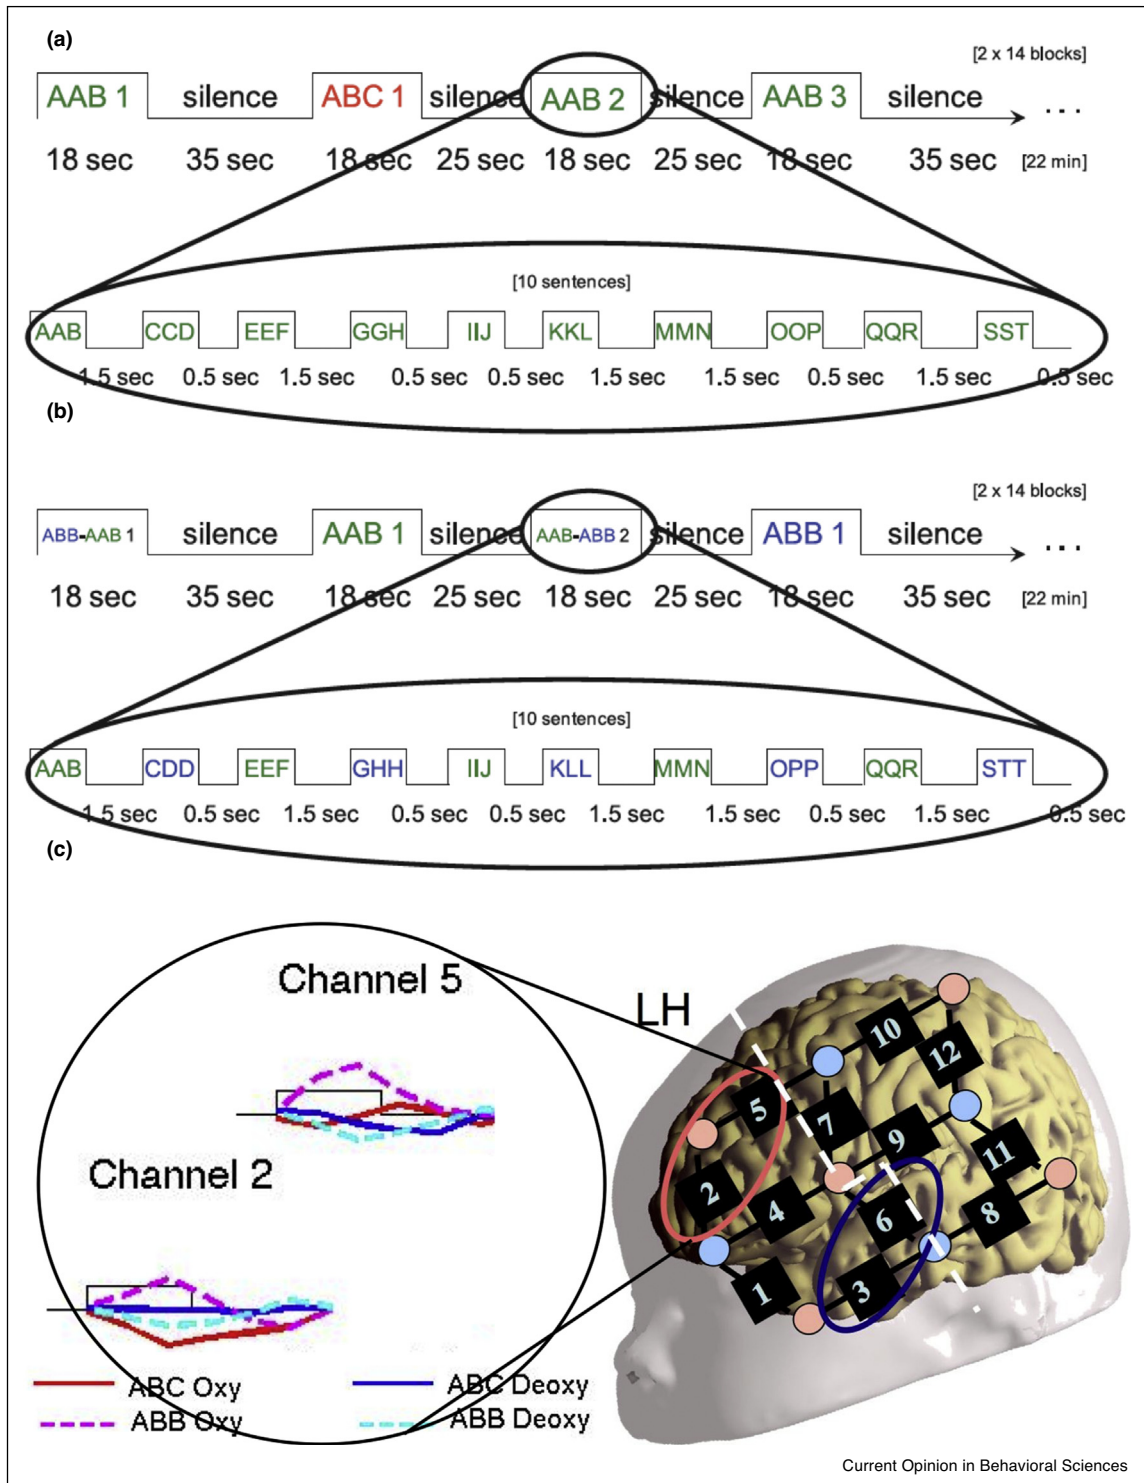 (a)
[2 x 14 blocks]
AAB 1 silence ABC 1 silence AAB 2 silence AAB 3 silence ...
18 sec 35 sec 18 sec 25 sec 18 sec 25 sec 18 sec 35 sec [22 min]
[10 sentences]
AAB CCD EEF GGH IIJ KKL MMN OOP QQR SST
1.5 sec 0.5 sec 1.5 sec 0.5 sec 0.5 sec 1.5 sec 1.5 sec 0.5 sec 1.5 sec 0.5 sec
(b)
[2 x 14 blocks]
ABB-AAB 1 silence AAB 1 silence AAB-ABB 2 silence ABB 1 silence ...
18 sec 35 sec 18 sec 25 sec 18 sec 25 sec 18 sec 35 sec [22 min]
[10 sentences]
AAB CDD EEF GHH IIJ KLL MMN OPP QQR STT
1.5 sec 0.5 sec 1.5 sec 0.5 sec 0.5 sec 1.5 sec 1.5 sec 0.5 sec 1.5 sec 0.5 sec
(c)
Channel 5
Channel 2
ABC Oxy ABC Deoxy
ABB Oxy ABB Deoxy
LH
10
12
5
7
9
11
2
4
6
8
1
3
Current Opinion in Behavioral Sciences